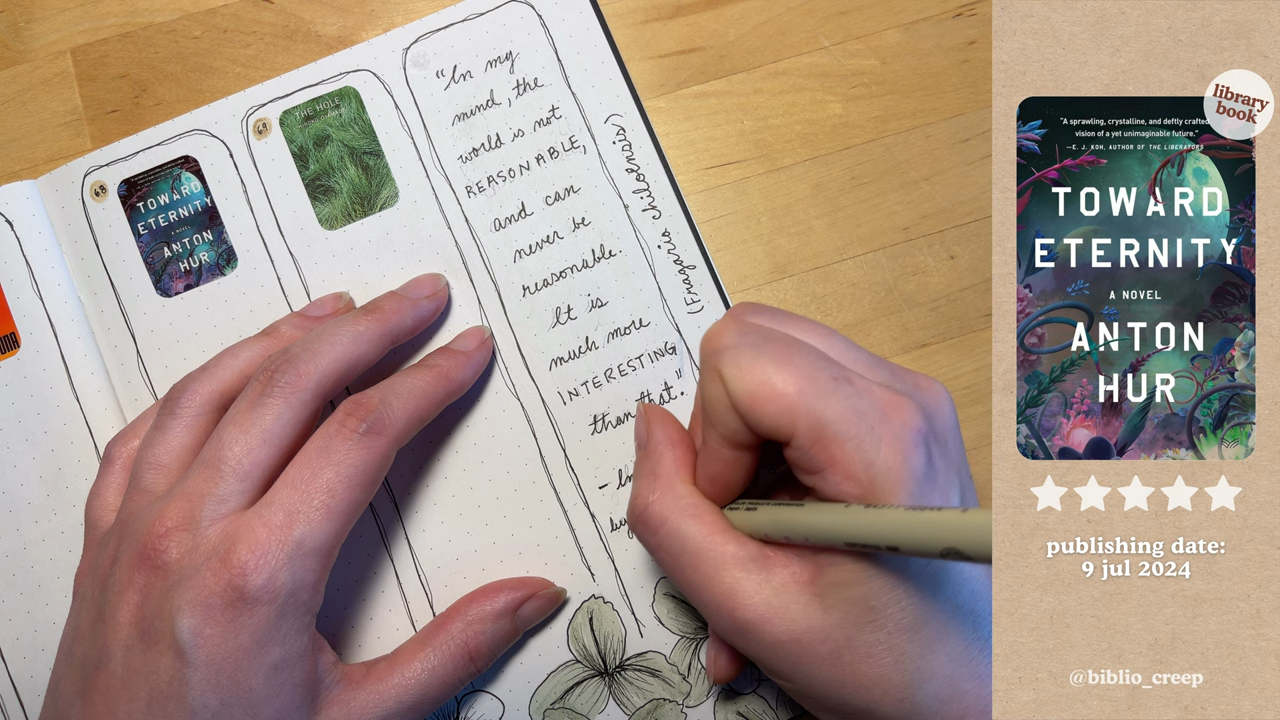 UNA
68
TOWARD
ETERNITY
A NOVEL
ANTON
HUR
69
THE HOLE
“In my
mind, the
world is not
REASONABLE,
and can
never be
reasonable.
It is
much more
INTERESTING
than that.”
(Fragaria chiloensis)
library
book
“A sprawling, crystalline, and deftly crafted
vision of a yet unimaginable future.”
—E. J. KOH, AUTHOR OF THE LIBERATORS
TOWARD
ETERNITY
A NOVEL
ANTON
HUR
publishing date:
9 jul 2024
@biblio_creep